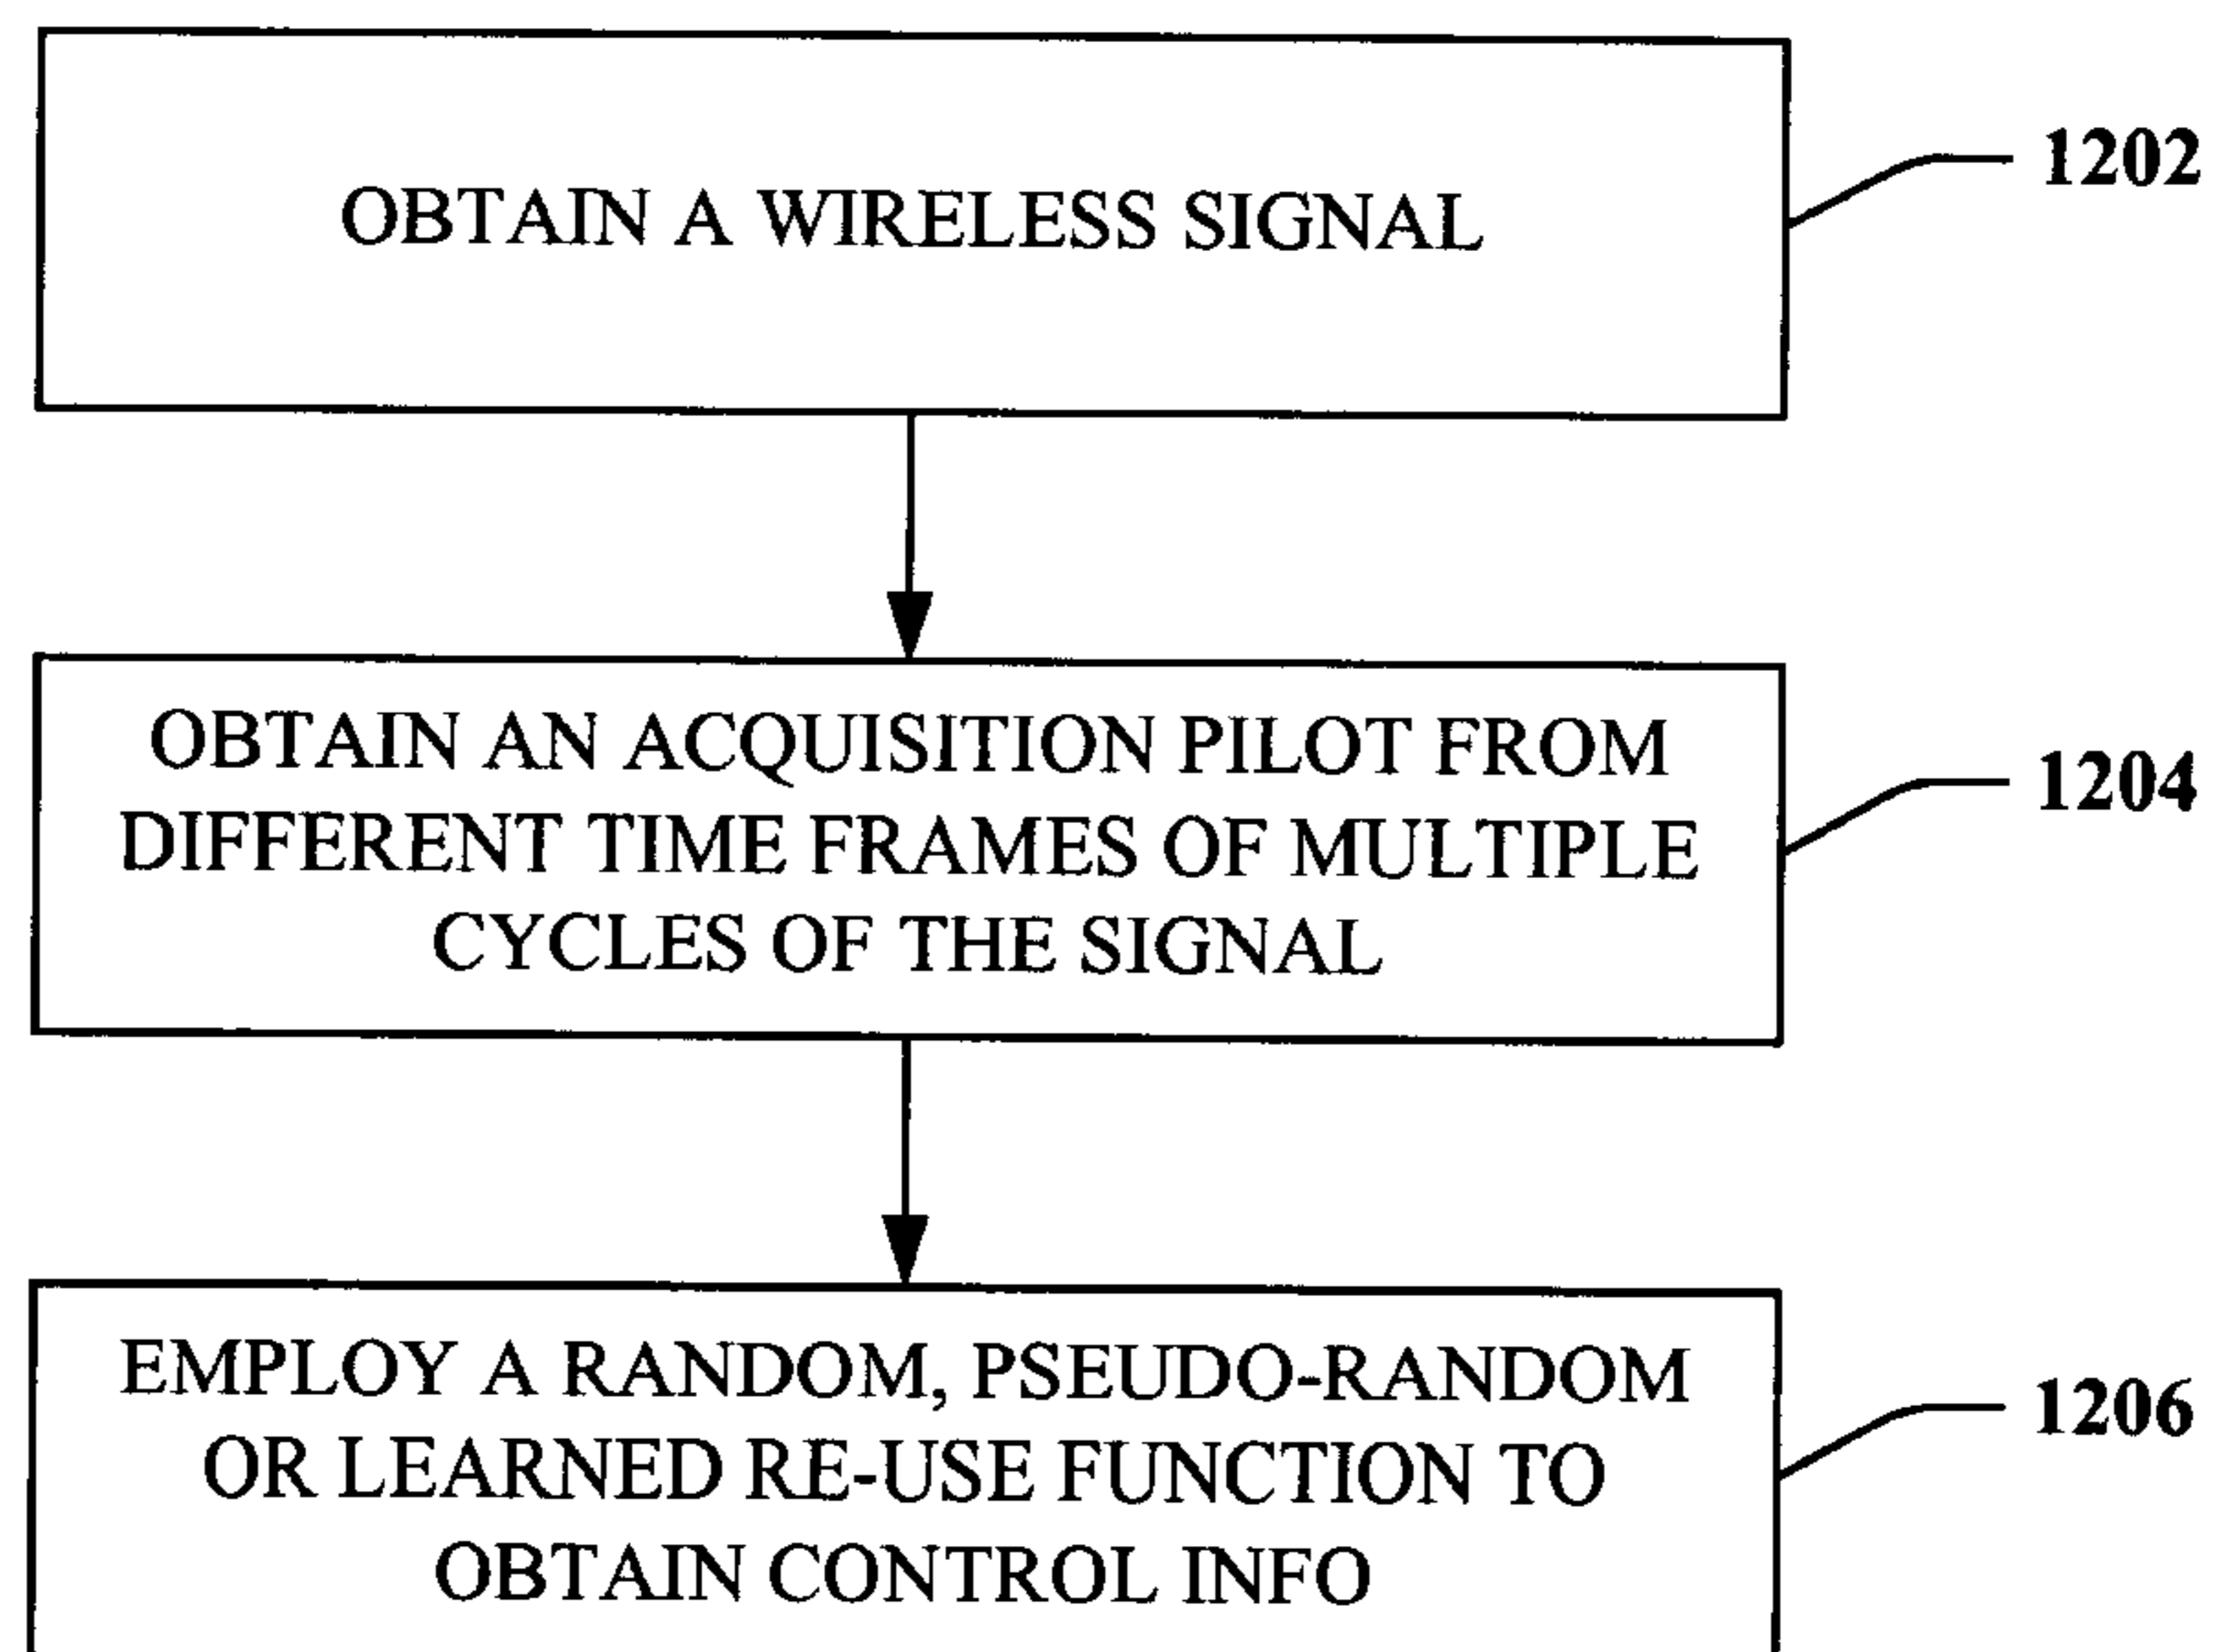 OBTAIN A WIRELESS SIGNAL
1202
OBTAIN AN ACQUISITION PILOT FROM
DIFFERENT TIME FRAMES OF MULTIPLE
CYCLES OF THE SIGNAL
1204
EMPLOY A RANDOM, PSEUDO-RANDOM
OR LEARNED RE-USE FUNCTION TO
OBTAIN CONTROL INFO
1206